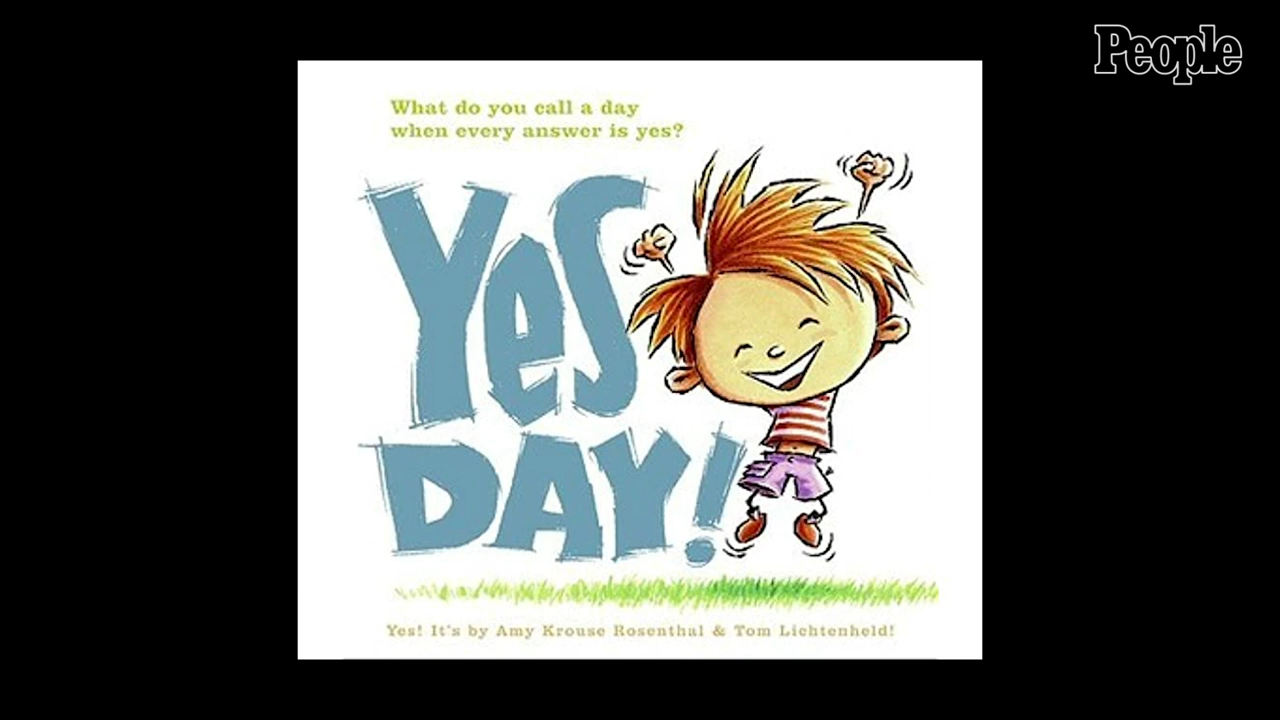 People
What do you call a day
when every answer is yes?
YeS
DAY!
Yes! It's by Amy Krouse Rosenthal & Tom Lichtenheld!